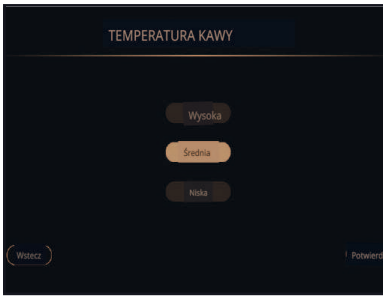 TEMPERATURA KAWY
Wysoka
Średnia
Niska
Wstecz
Potwierd